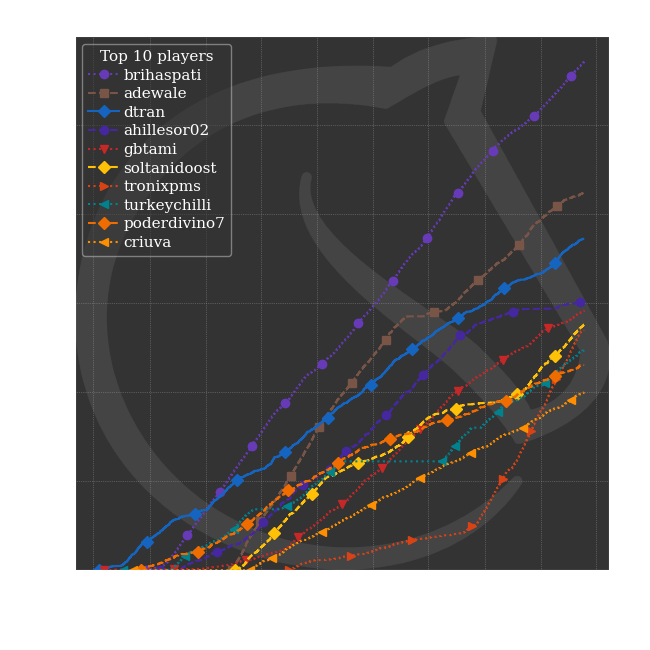 Top 10 players
brihaspati
adewale
dtran
ahillesor02
gbtami
soltanidoost
tronixpms
turkeychilli
poderdivino7
criuva